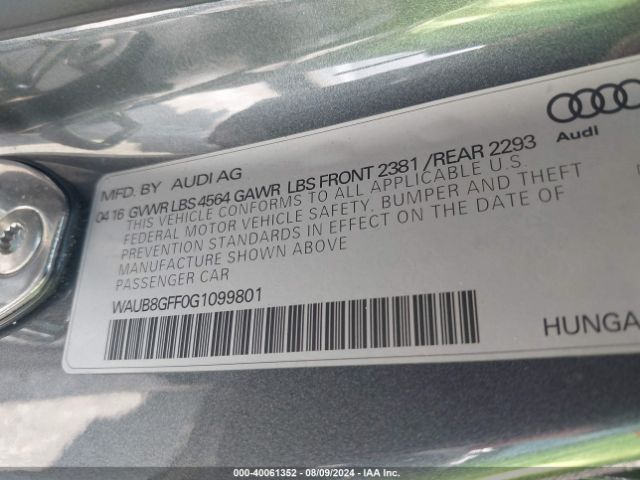 Audi
MFD. BY AUDI AG
04 16 GVWR LBS 4564 GAWR LBS FRONT 2381 /REAR 2293
THIS VEHICLE CONFORMS TO ALL APPLICABLE U.S.
FEDERAL MOTOR VEHICLE SAFETY, BUMPER AND THEFT
PREVENTION STANDARDS IN EFFECT ON THE DATE OF
MANUFACTURE SHOWN ABOVE
PASSENGER CAR
WAUB8GFF0G1099801
HUNGA
000-40061352 | 08/09/2024 | IAA Inc.